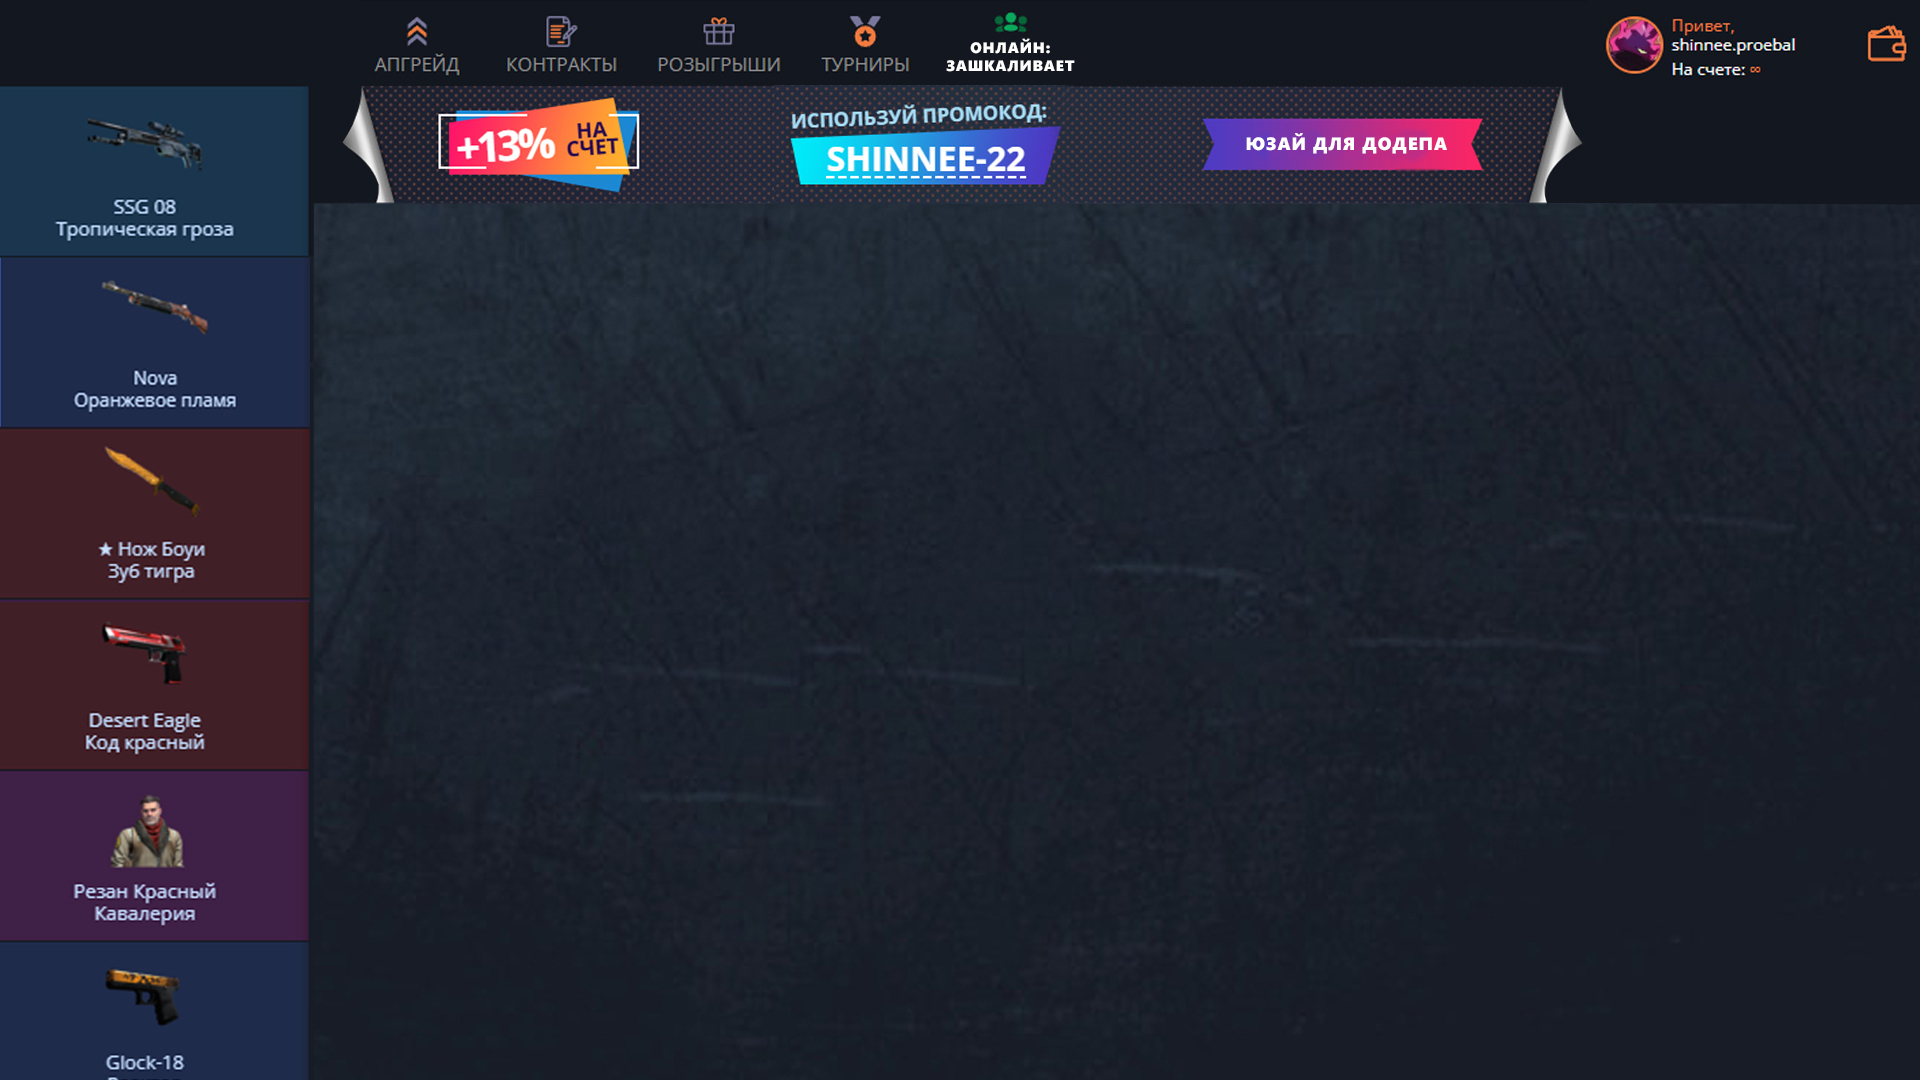 АПГРЕЙД
КОНТРАКТЫ
РОЗЫГРЫШИ
ТУРНИРЫ
ОНЛАЙН:
ЗАШКАЛИВАЕТ
Привет,
shinnee.proebal
На счете: ∞
+13%
НА
СЧЕТ
ИСПОЛЬЗУЙ ПРОМОКОД:
SHINNEE-22
ЮЗАЙ ДЛЯ ДОДЕПА
SSG 08
Тропическая гроза
Nova
Оранжевое пламя
★ Нож Боуи
Зуб тигра
Desert Eagle
Код красный
Резан Красный
Кавалерия
Glock-18